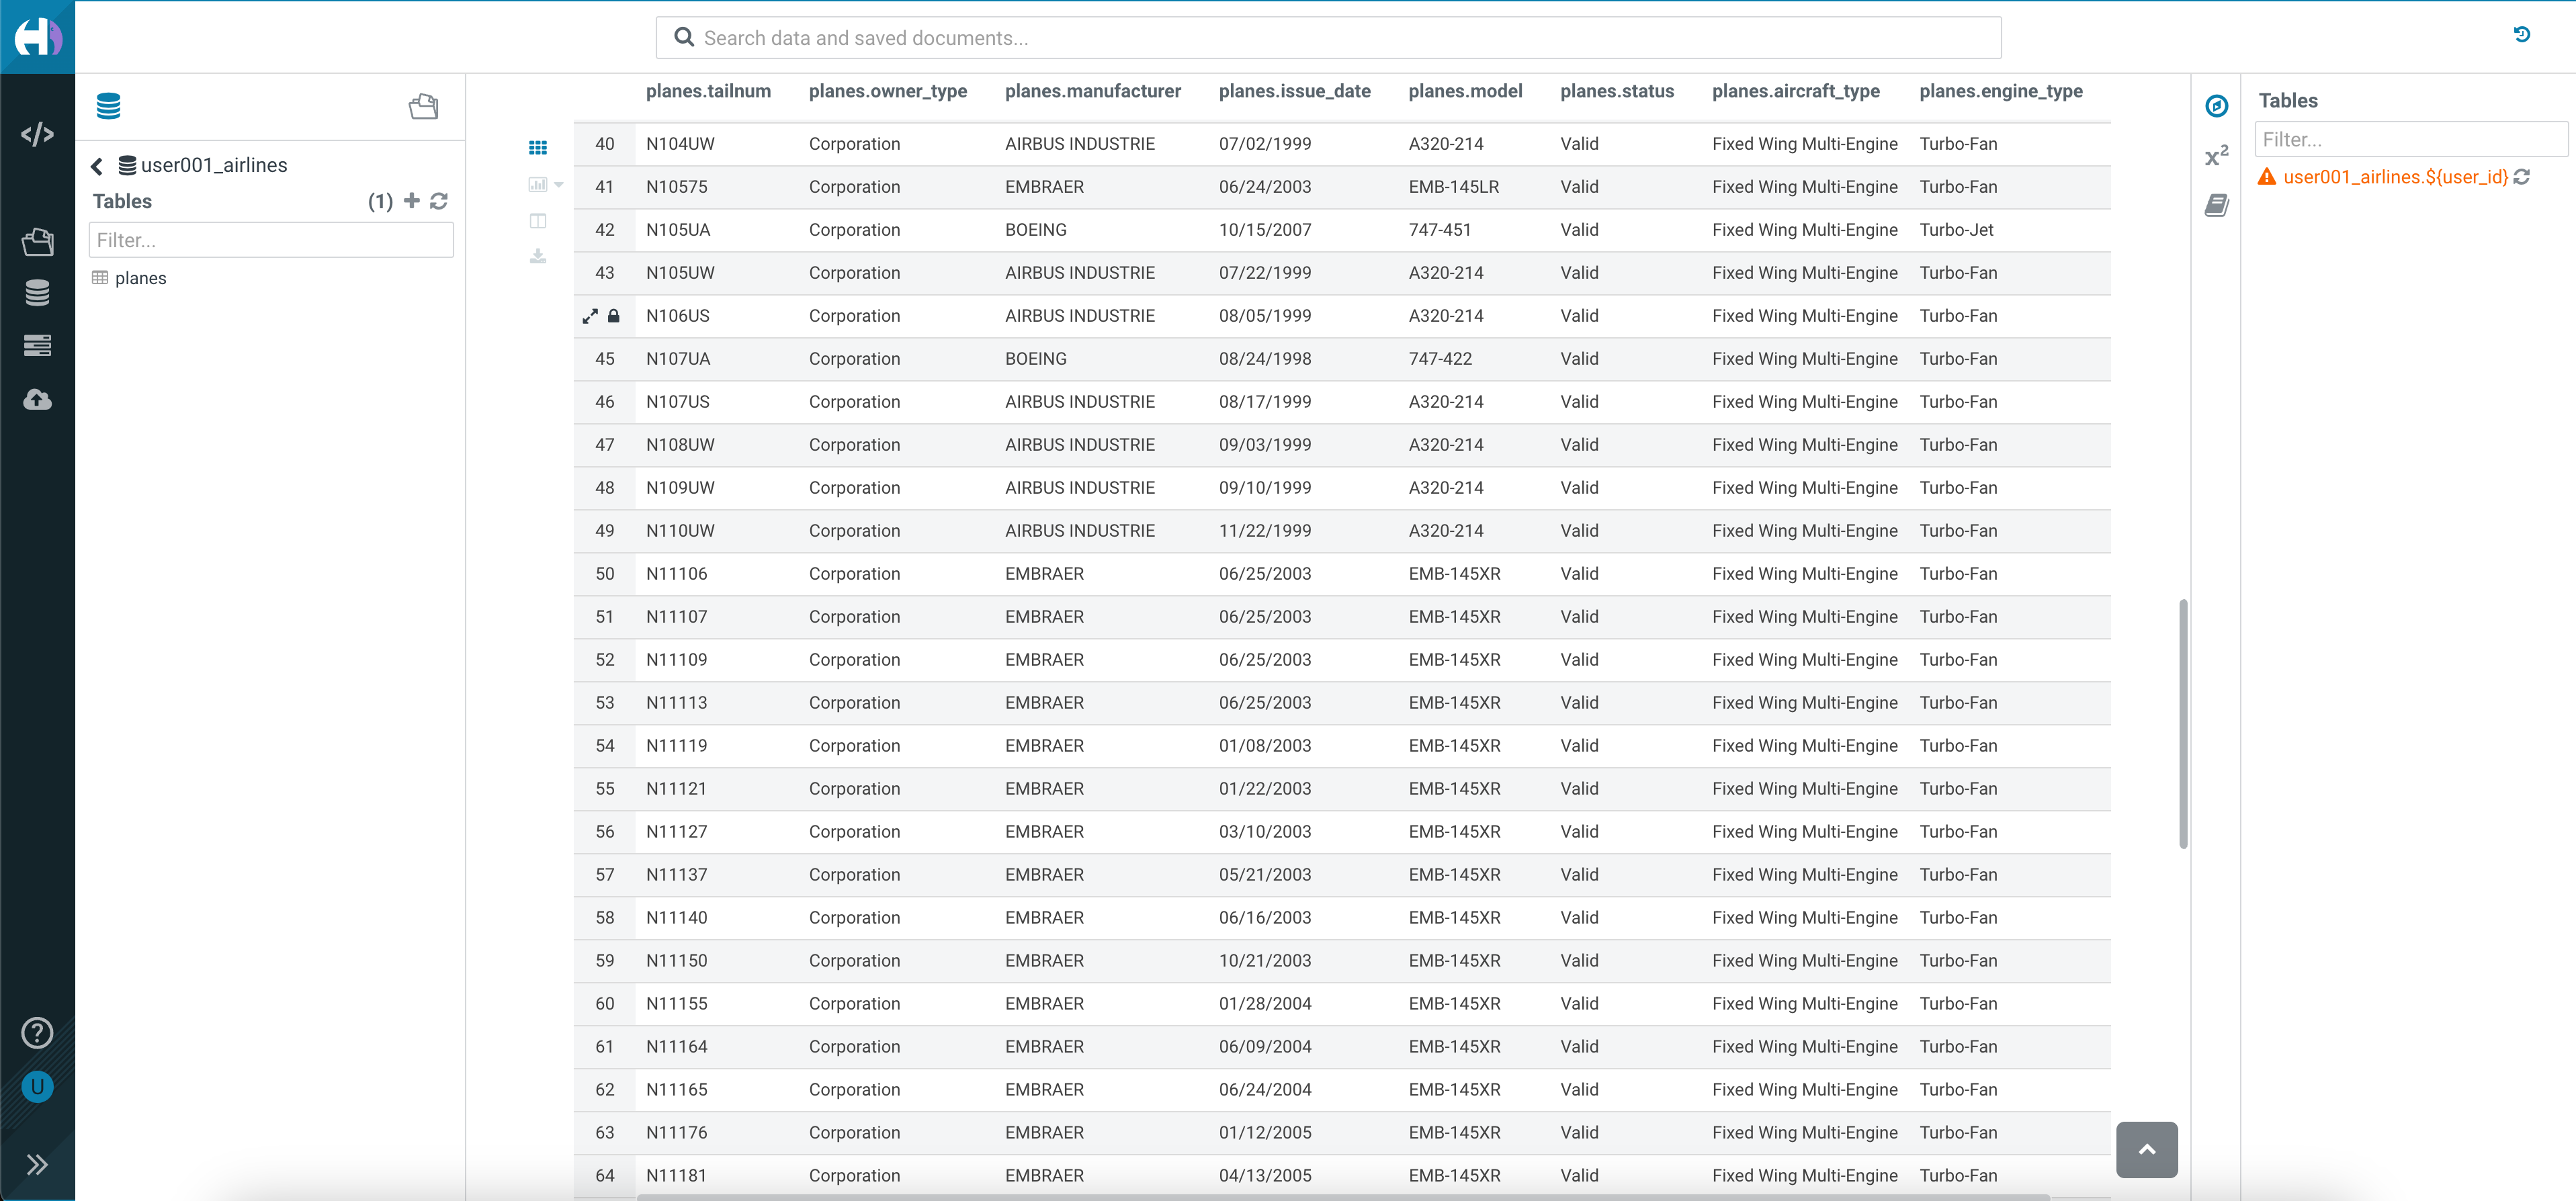 Search data and saved documents...
user001_airlines
Tables (1)
Filter...
planes
planes.tailnum planes.owner_type planes.manufacturer planes.issue_date planes.model planes.status planes.aircraft_type planes.engine_type
40 N104UW Corporation AIRBUS INDUSTRIE 07/02/1999 A320-214 Valid Fixed Wing Multi-Engine Turbo-Fan
41 N10575 Corporation EMBRAER 06/24/2003 EMB-145LR Valid Fixed Wing Multi-Engine Turbo-Fan
42 N105UA Corporation BOEING 10/15/2007 747-451 Valid Fixed Wing Multi-Engine Turbo-Jet
43 N105UW Corporation AIRBUS INDUSTRIE 07/22/1999 A320-214 Valid Fixed Wing Multi-Engine Turbo-Fan
N106US Corporation AIRBUS INDUSTRIE 08/05/1999 A320-214 Valid Fixed Wing Multi-Engine Turbo-Fan
45 N107UA Corporation BOEING 08/24/1998 747-422 Valid Fixed Wing Multi-Engine Turbo-Fan
46 N107US Corporation AIRBUS INDUSTRIE 08/17/1999 A320-214 Valid Fixed Wing Multi-Engine Turbo-Fan
47 N108UW Corporation AIRBUS INDUSTRIE 09/03/1999 A320-214 Valid Fixed Wing Multi-Engine Turbo-Fan
48 N109UW Corporation AIRBUS INDUSTRIE 09/10/1999 A320-214 Valid Fixed Wing Multi-Engine Turbo-Fan
49 N110UW Corporation AIRBUS INDUSTRIE 11/22/1999 A320-214 Valid Fixed Wing Multi-Engine Turbo-Fan
50 N11106 Corporation EMBRAER 06/25/2003 EMB-145XR Valid Fixed Wing Multi-Engine Turbo-Fan
51 N11107 Corporation EMBRAER 06/25/2003 EMB-145XR Valid Fixed Wing Multi-Engine Turbo-Fan
52 N11109 Corporation EMBRAER 06/25/2003 EMB-145XR Valid Fixed Wing Multi-Engine Turbo-Fan
53 N11113 Corporation EMBRAER 06/25/2003 EMB-145XR Valid Fixed Wing Multi-Engine Turbo-Fan
54 N11119 Corporation EMBRAER 01/08/2003 EMB-145XR Valid Fixed Wing Multi-Engine Turbo-Fan
55 N11121 Corporation EMBRAER 01/22/2003 EMB-145XR Valid Fixed Wing Multi-Engine Turbo-Fan
56 N11127 Corporation EMBRAER 03/10/2003 EMB-145XR Valid Fixed Wing Multi-Engine Turbo-Fan
57 N11137 Corporation EMBRAER 05/21/2003 EMB-145XR Valid Fixed Wing Multi-Engine Turbo-Fan
58 N11140 Corporation EMBRAER 06/16/2003 EMB-145XR Valid Fixed Wing Multi-Engine Turbo-Fan
59 N11150 Corporation EMBRAER 10/21/2003 EMB-145XR Valid Fixed Wing Multi-Engine Turbo-Fan
60 N11155 Corporation EMBRAER 01/28/2004 EMB-145XR Valid Fixed Wing Multi-Engine Turbo-Fan
61 N11164 Corporation EMBRAER 06/09/2004 EMB-145XR Valid Fixed Wing Multi-Engine Turbo-Fan
62 N11165 Corporation EMBRAER 06/24/2004 EMB-145XR Valid Fixed Wing Multi-Engine Turbo-Fan
63 N11176 Corporation EMBRAER 01/12/2005 EMB-145XR Valid Fixed Wing Multi-Engine Turbo-Fan
64 N11181 Corporation EMBRAER 04/13/2005 EMB-145XR Valid Fixed Wing Multi-Engine Turbo-Fan
x²
Tables
Filter...
user001_airlines.${user_id}
U